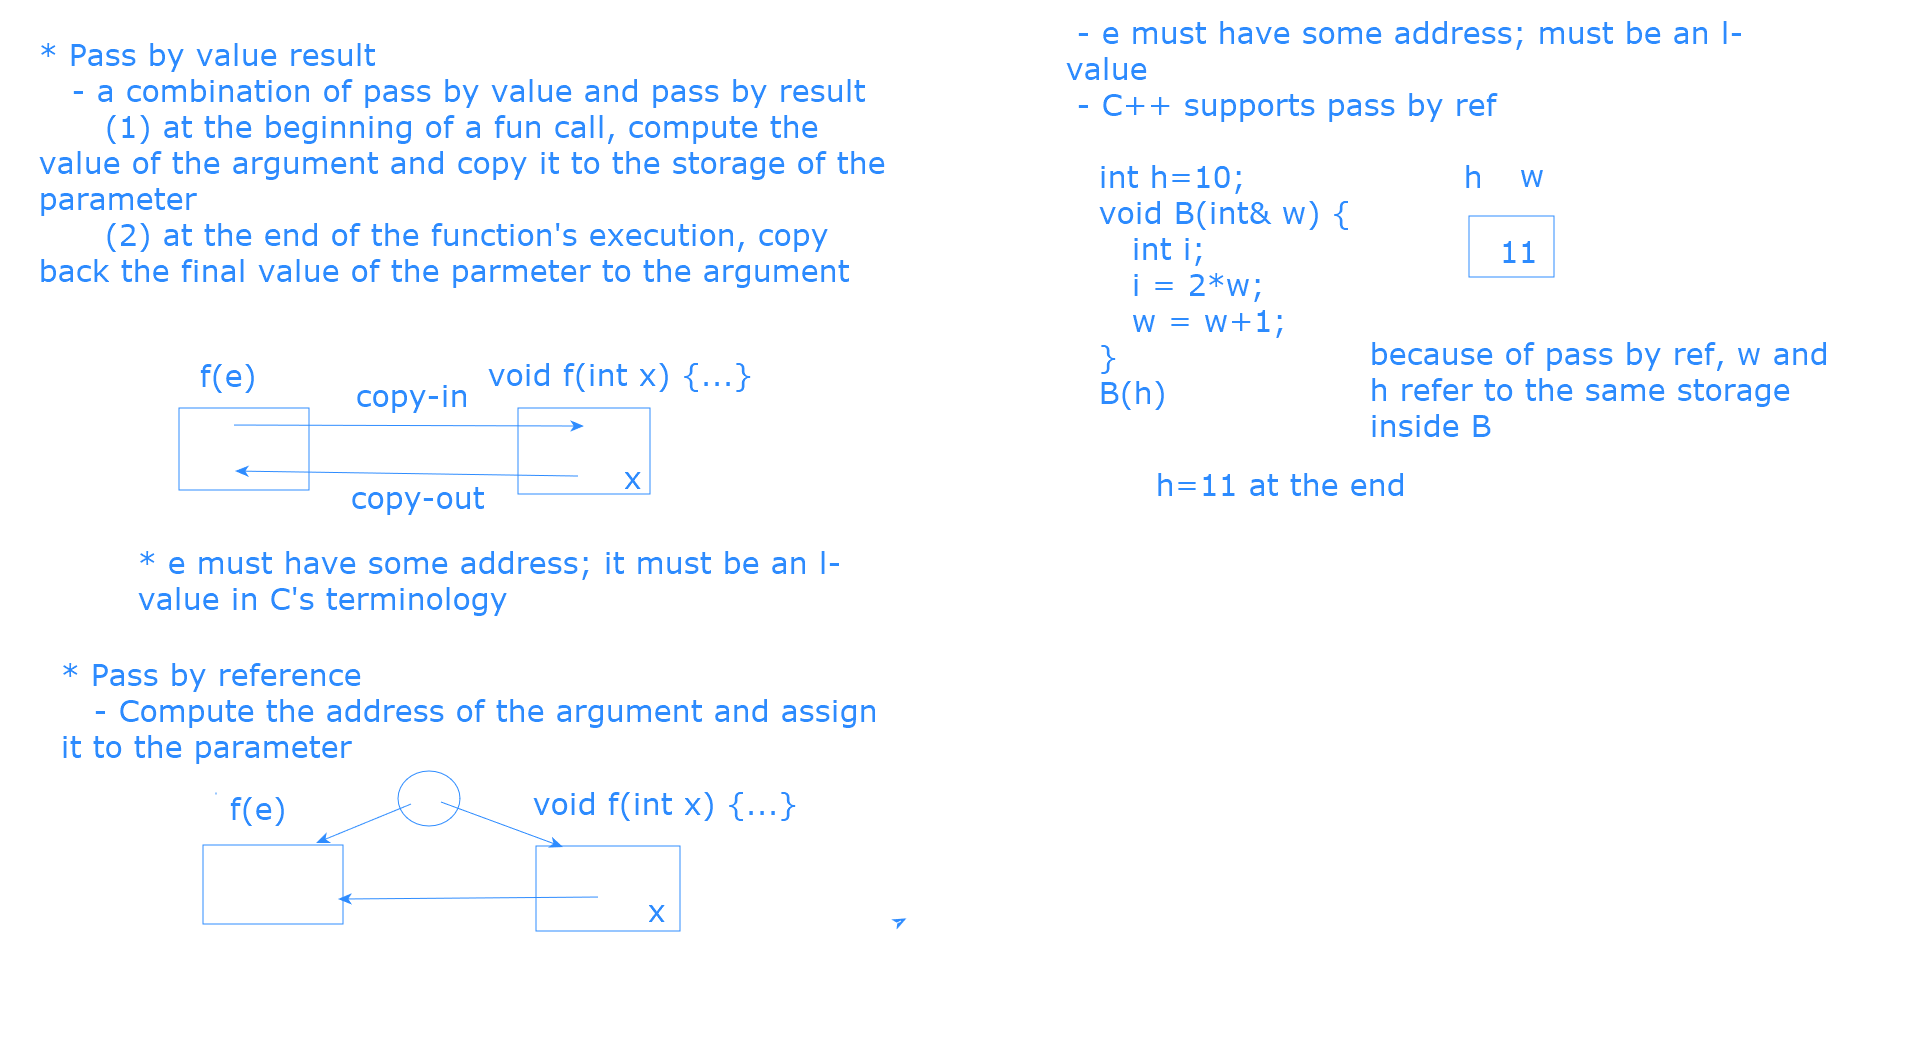 * Pass by value result
- a combination of pass by value and pass by result
(1) at the beginning of a fun call, compute the
value of the argument and copy it to the storage of the
parameter
(2) at the end of the function's execution, copy
back the final value of the parmeter to the argument
f(e)
void f(int x) {...}
copy-in
x
copy-out
* e must have some address; it must be an l-
value in C's terminology
* Pass by reference
- Compute the address of the argument and assign
it to the parameter
f(e)
void f(int x) {...}
x
- e must have some address; must be an l-
value
- C++ supports pass by ref
int h=10;
void B(int& w) {
int i;
i = 2*w;
w = w+1;
}
B(h)
h w
11
because of pass by ref, w and
h refer to the same storage
inside B
h=11 at the end